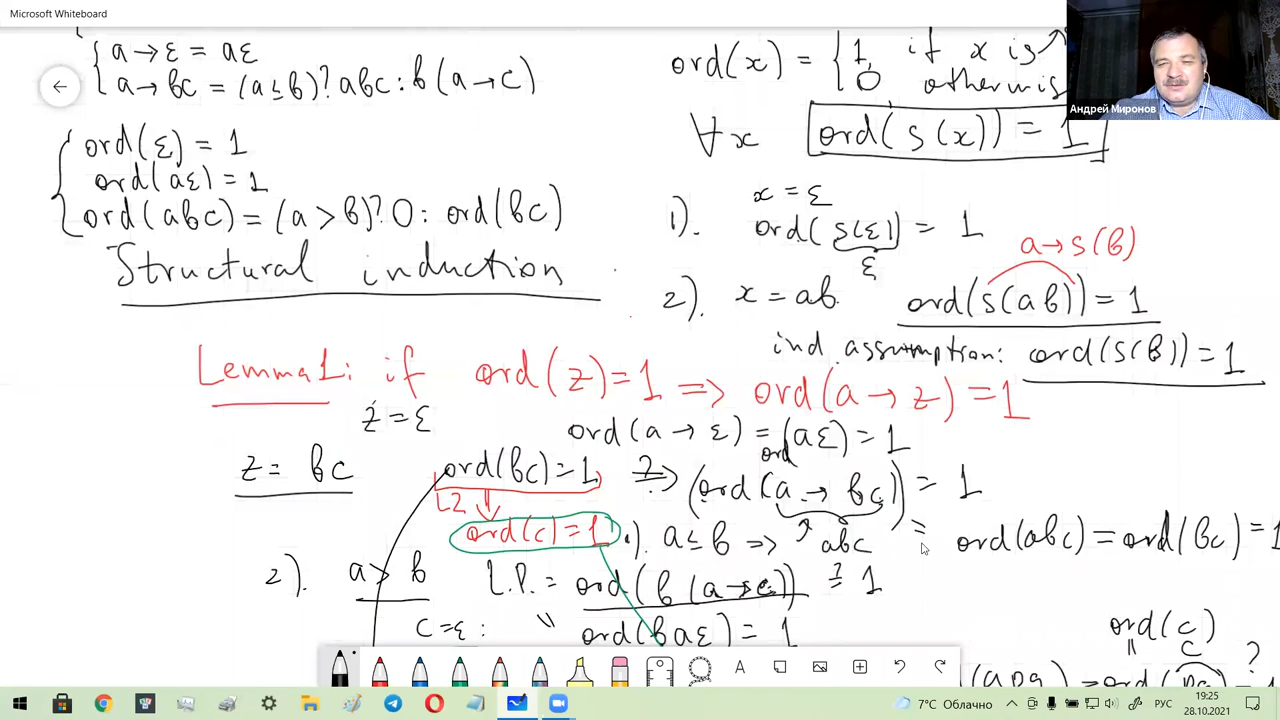 Microsoft Whiteboard
Андрей Миронов
a → ε = aε
a → bc = (a ≤ b)? abc : b(a → c)
ord(ε) = 1
ord(aε) = 1
ord(abc) = (a > b)? 0 : ord(bc)
Structural induction
ord(x) = { 1, if x is ↗
0 otherwis
∀x ord(s(x)) = 1
1). x = ε
ord(s(ε)) = 1
ε
a → s(b)
2). x = ab. ord(s(ab)) = 1
ind. assumption: ord(s(b)) = 1
Lemma 1: if ord(z) = 1 ⇒ ord(a → z) = 1
z = ε
ord(a → ε) = ord(aε) = 1
z = bc ord(bc) = 1 ?⇒ (ord(a → bc)) = 1
L2 ⇓
ord(c) = 1
1). a ≤ b ⇒ abc = ord(abc) = ord(bc) = 1
2). a > b L.P. = ord(b(a → c)) ?= 1
c = ε : ord(baε) = 1
ord(c)
c
?
7°C Облачно
РУС
19:25
28.10.2021